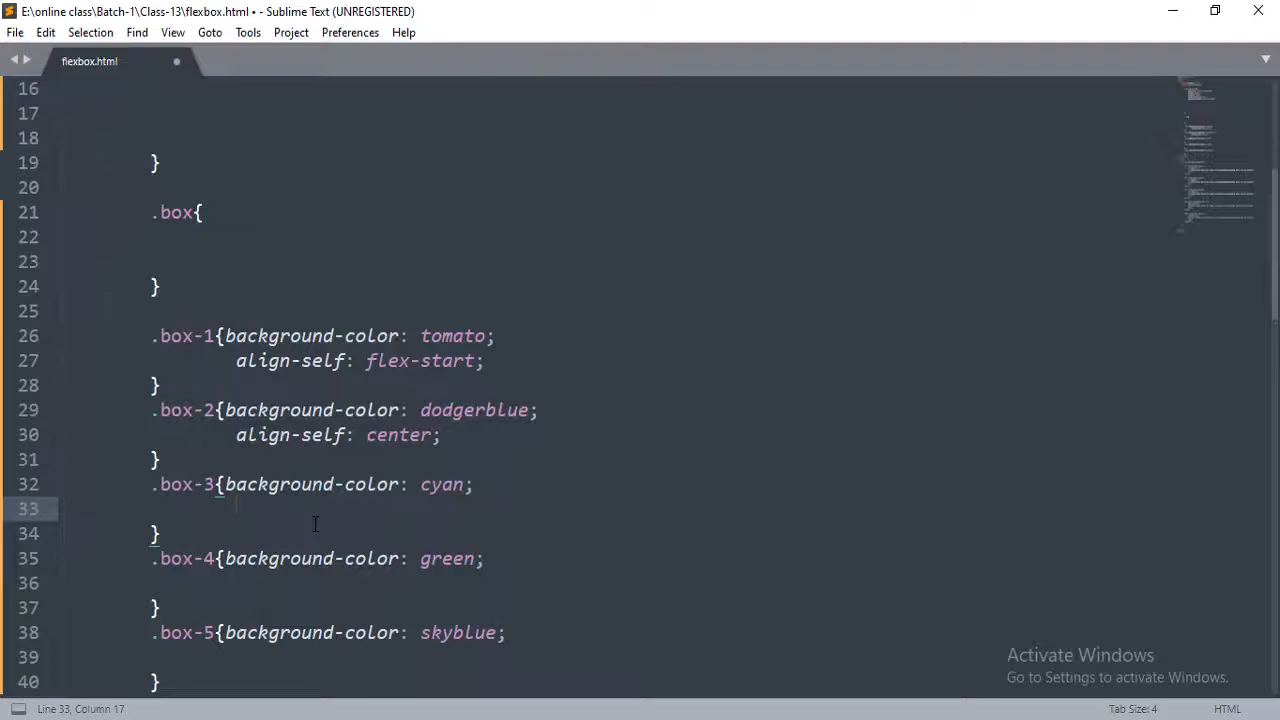 E:\online class\Batch-1\Class-13\flexbox.html • - Sublime Text (UNREGISTERED)
File Edit Selection Find View Goto Tools Project Preferences Help
flexbox.html
16
17
18
19 }
20
21 .box{
22
23
24 }
25
26 .box-1{background-color: tomato;
27 align-self: flex-start;
28 }
29 .box-2{background-color: dodgerblue;
30 align-self: center;
31 }
32 .box-3{background-color: cyan;
33
34 }
35 .box-4{background-color: green;
36
37 }
38 .box-5{background-color: skyblue;
39
40 }
Activate Windows
Go to Settings to activate Windows.
Line 33, Column 17 Tab Size: 4 HTML